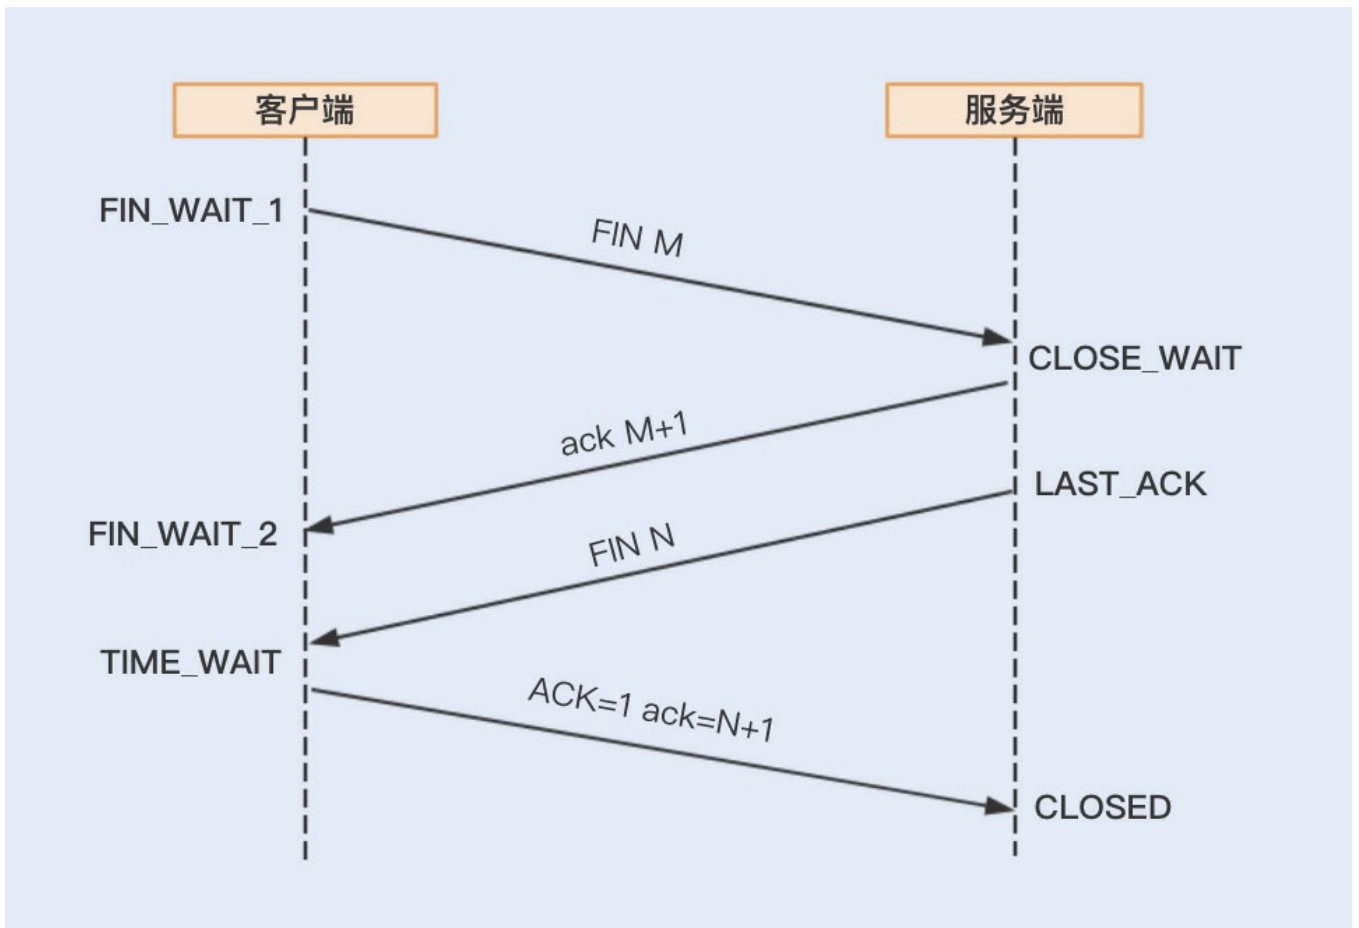 客户端
服务端
FIN_WAIT_1
FIN M
CLOSE_WAIT
ack M+1
LAST_ACK
FIN_WAIT_2
FIN N
TIME_WAIT
ACK=1 ack=N+1
CLOSED